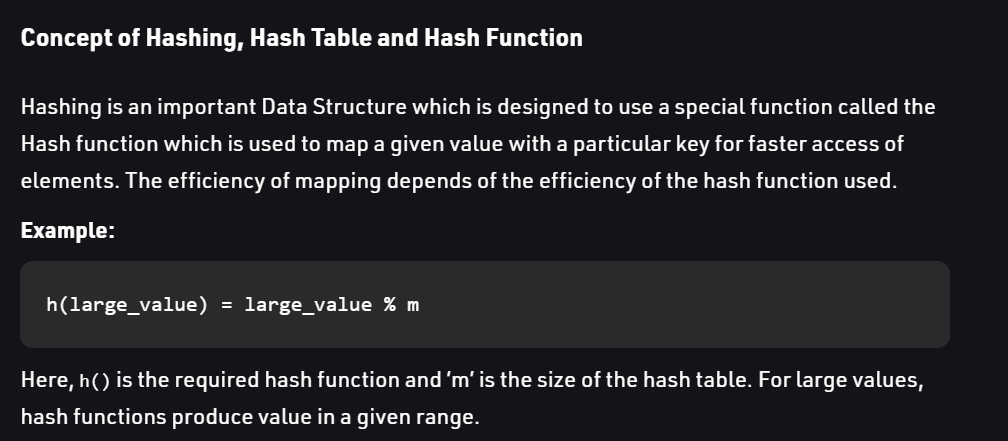 Concept of Hashing, Hash Table and Hash Function
Hashing is an important Data Structure which is designed to use a special function called the
Hash function which is used to map a given value with a particular key for faster access of
elements. The efficiency of mapping depends of the efficiency of the hash function used.
Example:
h(large_value) = large_value % m
Here, h() is the required hash function and ‘m’ is the size of the hash table. For large values,
hash functions produce value in a given range.